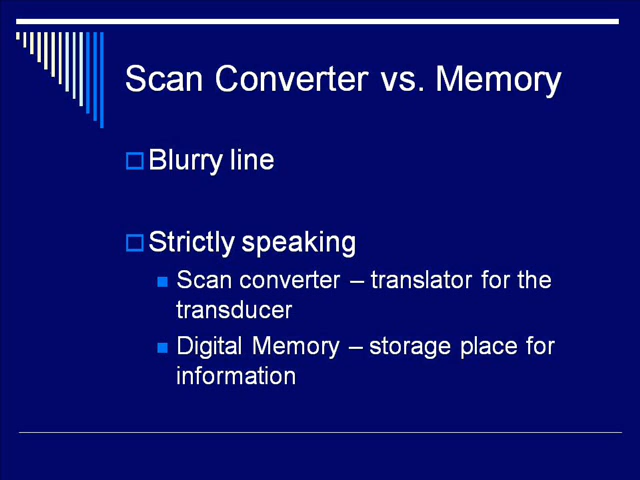 Scan Converter vs. Memory
Blurry line
Strictly speaking
Scan converter – translator for the
transducer
Digital Memory – storage place for
information